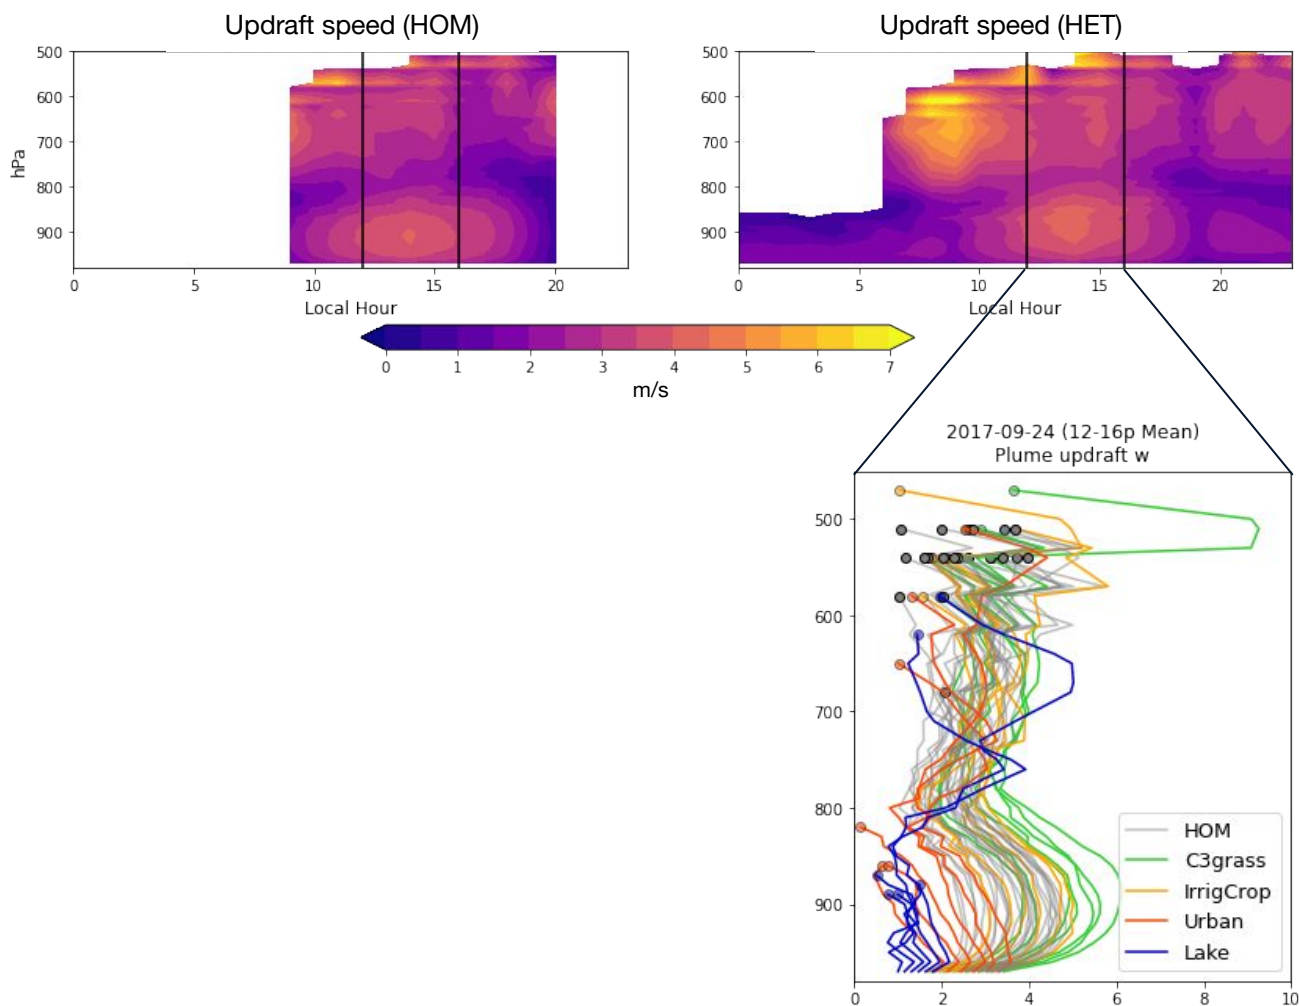 Updraft speed (HOM)
Updraft speed (HET)
500
600
700
800
900
hPa
0 5 10 15 20
Local Hour
500
600
700
800
900
0 5 10 15 20
Local Hour
0 1 2 3 4 5 6 7
m/s
2017-09-24 (12-16p Mean)
Plume updraft w
500
600
700
800
900
HOM
C3grass
IrrigCrop
Urban
Lake
0 2 4 6 8 10